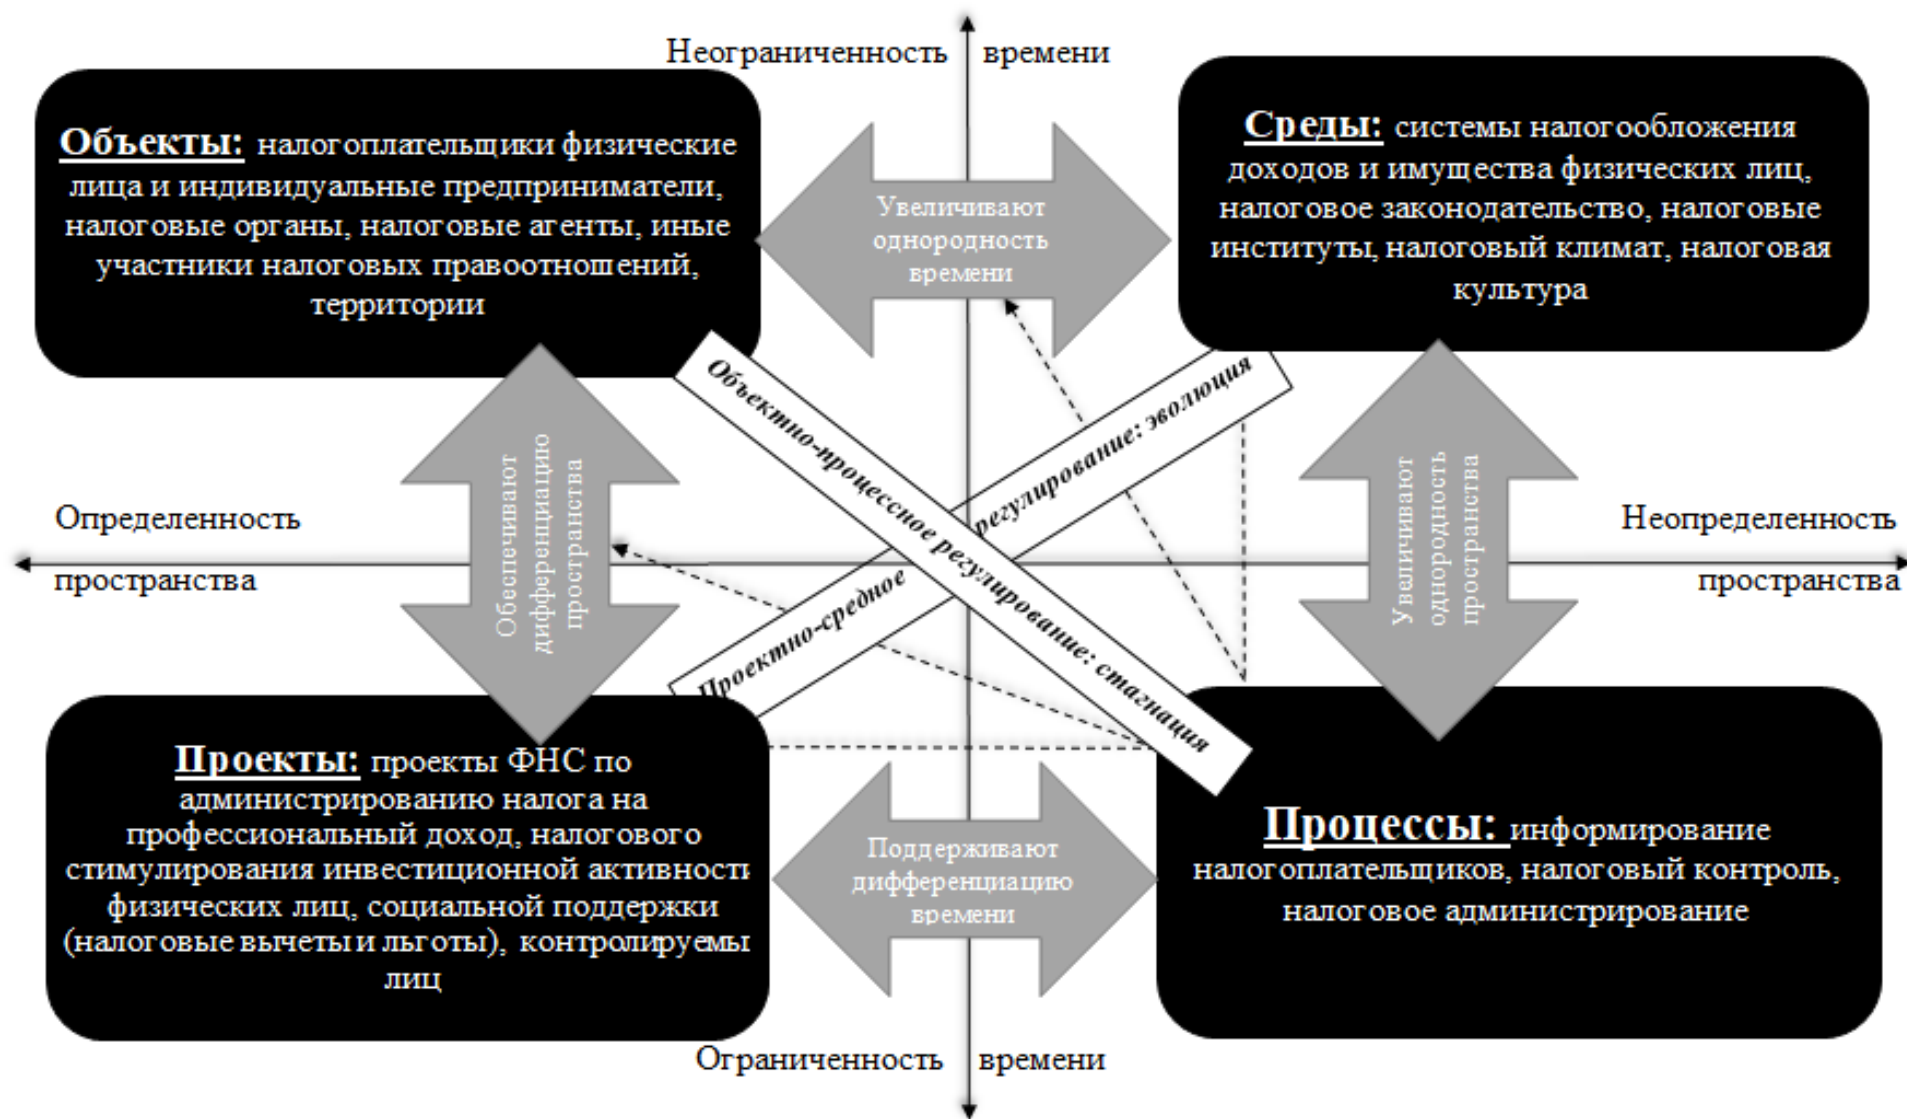 Неограниченность времени
Объекты: налогоплательщики физические
лица и индивидуальные предприниматели,
налоговые органы, налоговые агенты, иные
участники налоговых правоотношений,
территории
Увеличивают
однородность
времени
Среды: системы налогообложения
доходов и имущества физических лиц,
налоговое законодательство, налоговые
институты, налоговый климат, налоговая
культура
Обеспечивают
дифференциацию
пространства
Объектно-процессное регулирование: стагнация
Проектно-средное регулирование: эволюция
Увеличивают
однородность
пространства
Определенность
пространства
Неопределенность
пространства
Проекты: проекты ФНС по
администрированию налога на
профессиональный доход, налогового
стимулирования инвестиционной активности
физических лиц, социальной поддержки
(налоговые вычеты и льготы), контролируемы
лиц
Поддерживают
дифференциацию
времени
Процессы: информирование
налогоплательщиков, налоговый контроль,
налоговое администрирование
Ограниченность времени